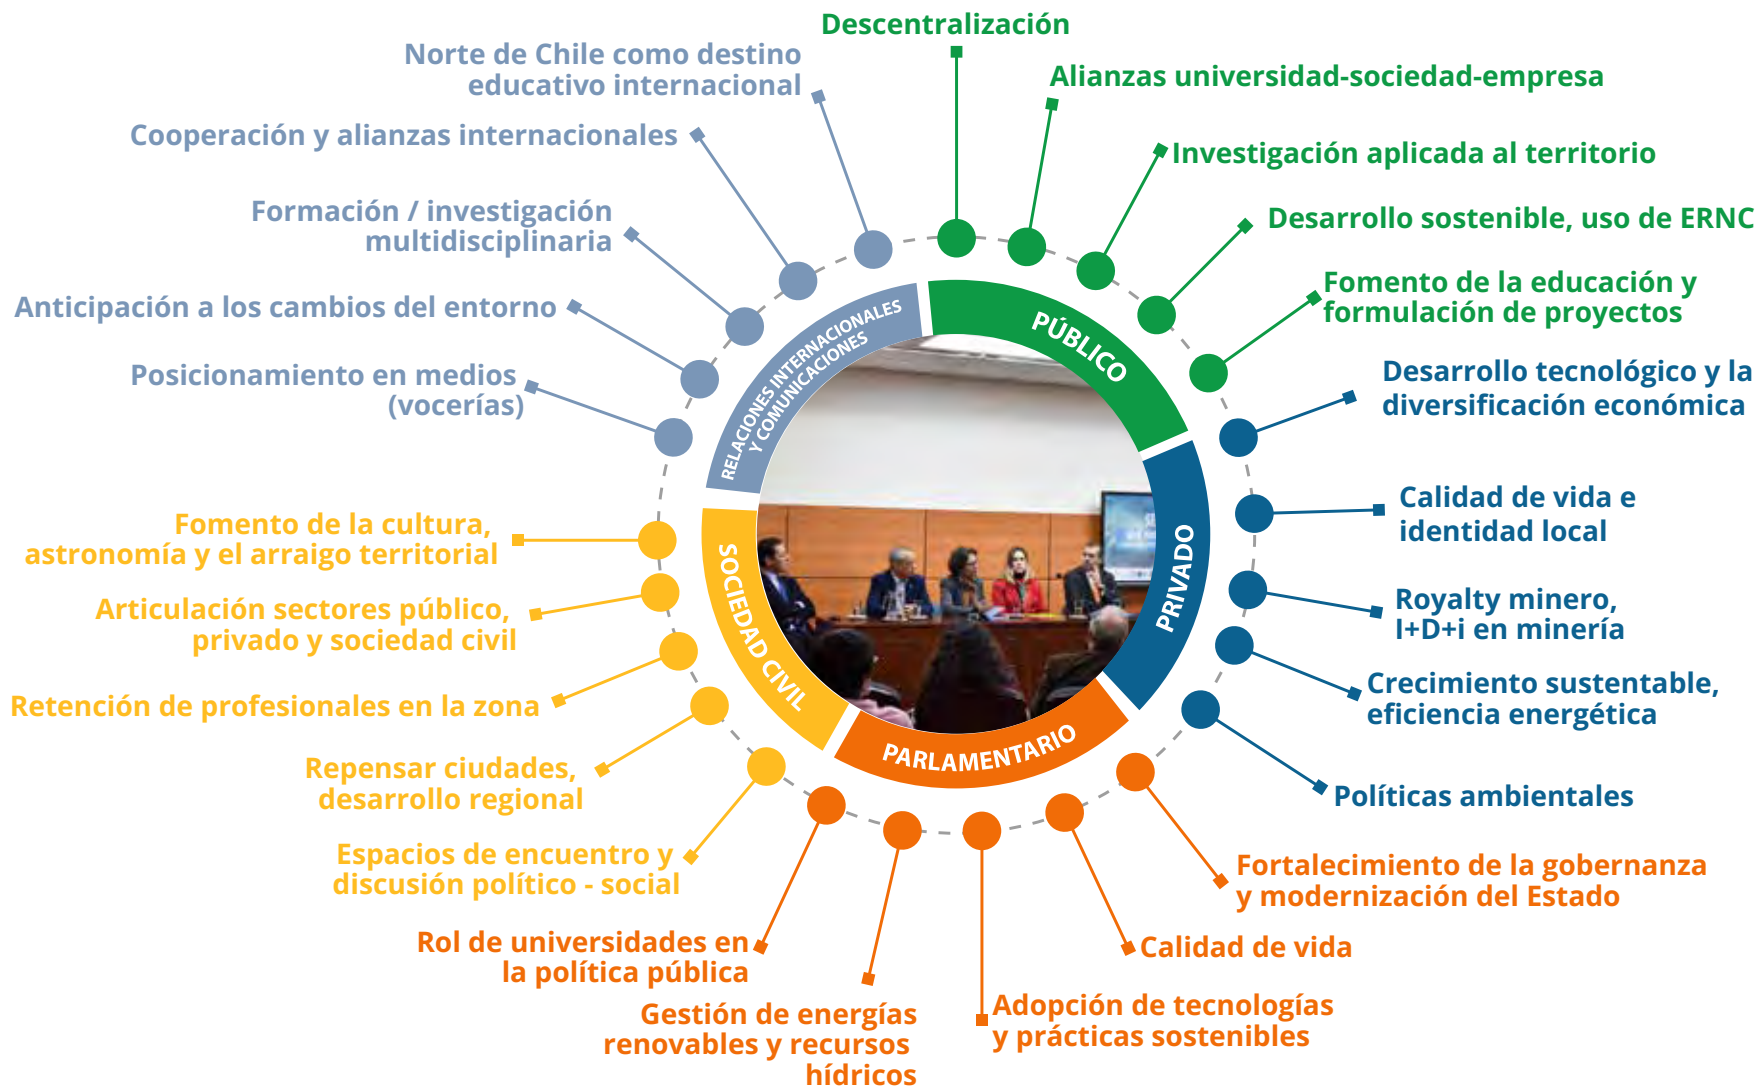 Descentralización
Alianzas universidad-sociedad-empresa
Investigación aplicada al territorio
Desarrollo sostenible, uso de ERNC
Fomento de la educación y
formulación de proyectos
Desarrollo tecnológico y la
diversificación económica
Calidad de vida e
identidad local
Royalty minero,
I+D+i en minería
Crecimiento sustentable,
eficiencia energética
Políticas ambientales
Fortalecimiento de la gobernanza
y modernización del Estado
Calidad de vida
Adopción de tecnologías
y prácticas sostenibles
Gestión de energías
renovables y recursos
hídricos
Rol de universidades en
la política pública
Espacios de encuentro y
discusión político - social
Repensar ciudades,
desarrollo regional
Retención de profesionales en la zona
Articulación sectores público,
privado y sociedad civil
Fomento de la cultura,
astronomía y el arraigo territorial
Posicionamiento en medios
(vocerías)
Anticipación a los cambios del entorno
Formación / investigación
multidisciplinaria
Cooperación y alianzas internacionales
Norte de Chile como destino
educativo internacional
PÚBLICO
PRIVADO
PARLAMENTARIO
SOCIEDAD CIVIL
RELACIONES INTERNACIONALES
Y COMUNICACIONES